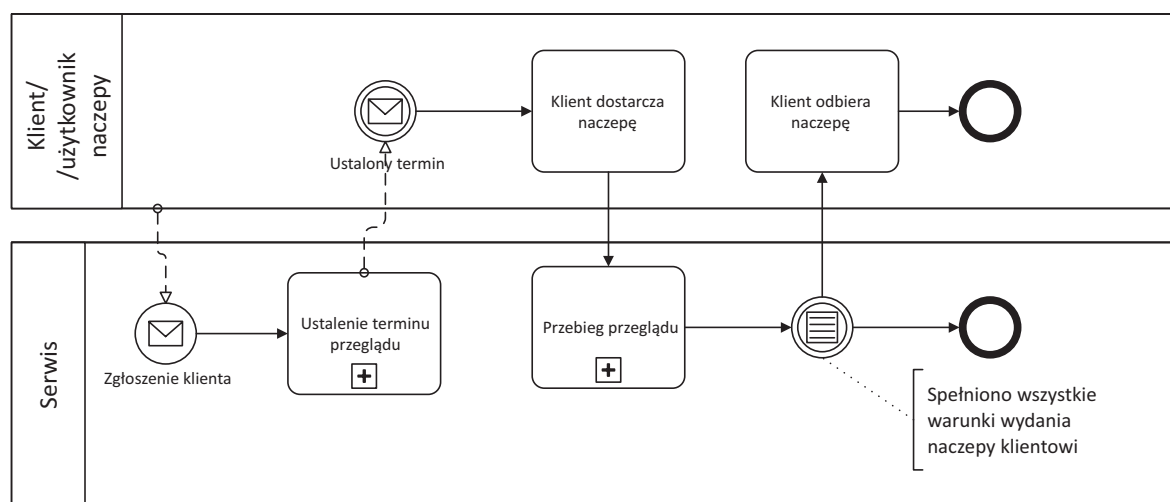 Klient/
/użytkownik
naczepy
Ustalony termin
Klient dostarcza
naczepę
Klient odbiera
naczepę
Serwis
Zgłoszenie klienta
Ustalenie terminu
przeglądu
Przebieg przeglądu
Spełniono wszystkie
warunki wydania
naczepy klientowi